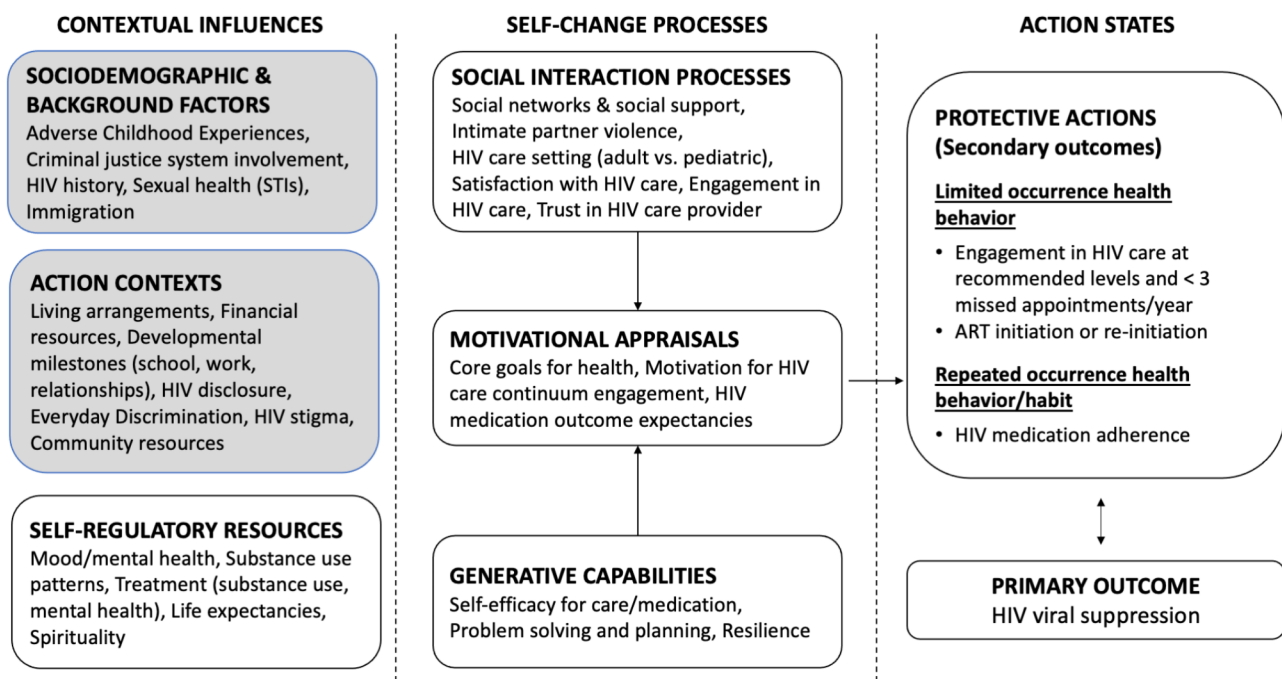 CONTEXTUAL INFLUENCES
SOCIODEMOGRAPHIC &
BACKGROUND FACTORS
Adverse Childhood Experiences,
Criminal justice system involvement,
HIV history, Sexual health (STIs),
Immigration
ACTION CONTEXTS
Living arrangements, Financial
resources, Developmental
milestones (school, work,
relationships), HIV disclosure,
Everyday Discrimination, HIV stigma,
Community resources
SELF-REGULATORY RESOURCES
Mood/mental health, Substance use
patterns, Treatment (substance use,
mental health), Life expectancies,
Spirituality
SELF-CHANGE PROCESSES
SOCIAL INTERACTION PROCESSES
Social networks & social support,
Intimate partner violence,
HIV care setting (adult vs. pediatric),
Satisfaction with HIV care, Engagement in
HIV care, Trust in HIV care provider
MOTIVATIONAL APPRAISALS
Core goals for health, Motivation for HIV
care continuum engagement, HIV
medication outcome expectancies
GENERATIVE CAPABILITIES
Self-efficacy for care/medication,
Problem solving and planning, Resilience
ACTION STATES
PROTECTIVE ACTIONS
(Secondary outcomes)
Limited occurrence health
behavior
• Engagement in HIV care at
recommended levels and < 3
missed appointments/year
• ART initiation or re-initiation
Repeated occurrence health
behavior/habit
• HIV medication adherence
PRIMARY OUTCOME
HIV viral suppression